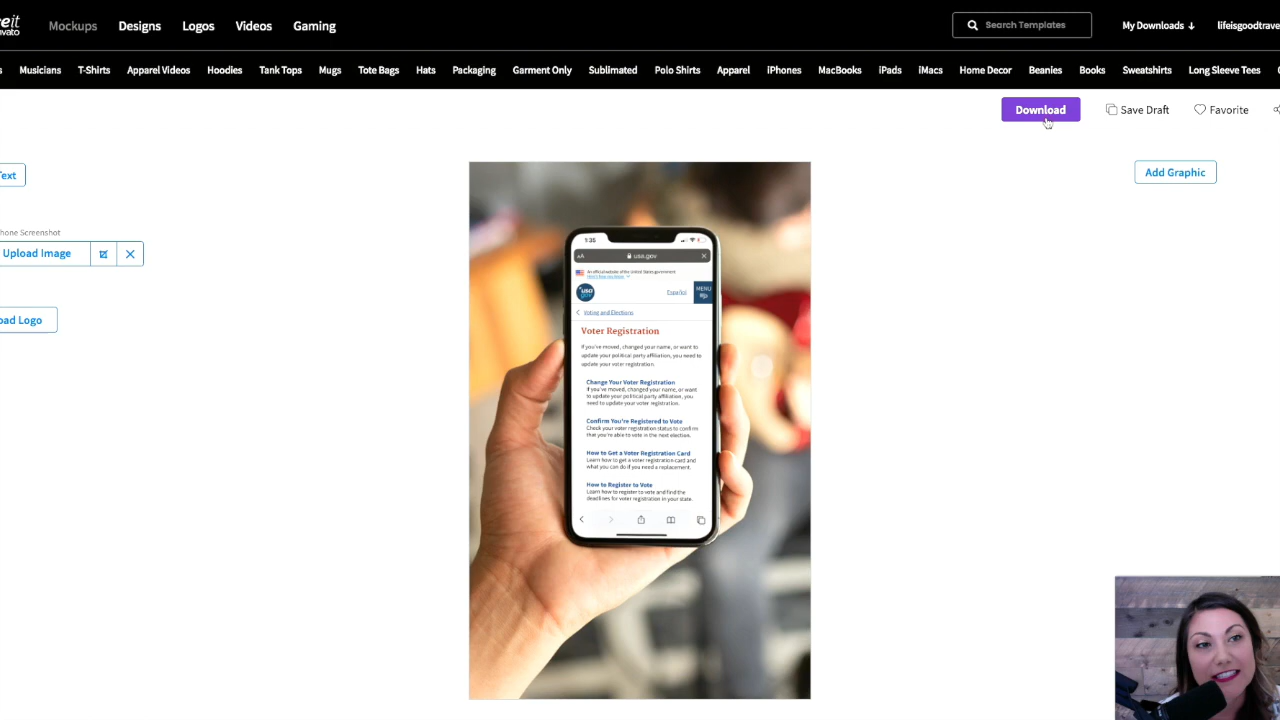 Mockups Designs Logos Videos Gaming
Search Templates
My Downloads
Musicians T-Shirts Apparel Videos Hoodies Tank Tops Mugs Tote Bags Hats Packaging Garment Only Sublimated Polo Shirts Apparel iPhones MacBooks iPads iMacs Home Decor Beanies Books Sweatshirts Long Sleeve Tees
Download
Save Draft
Favorite
Add Graphic
Upload Image
Logo
1:35
AA
usa.gov
An official website of the United States government
Español
MENU
Voting and Elections
Voter Registration
If you've moved, changed your name, or want to
update your political party affiliation, you need to
update your voter registration.
Change Your Voter Registration
If you've moved, changed your name, or want
to update your political party affiliation, you
need to update your voter registration.
Confirm You're Registered to Vote
Check your voter registration status to confirm
that you're able to vote in the next election.
How to Get a Voter Registration Card
Learn how to get a voter registration card and
what you can do if you need a replacement.
How to Register to Vote
Learn how to register to vote and find the
deadlines for voter registration in your state.